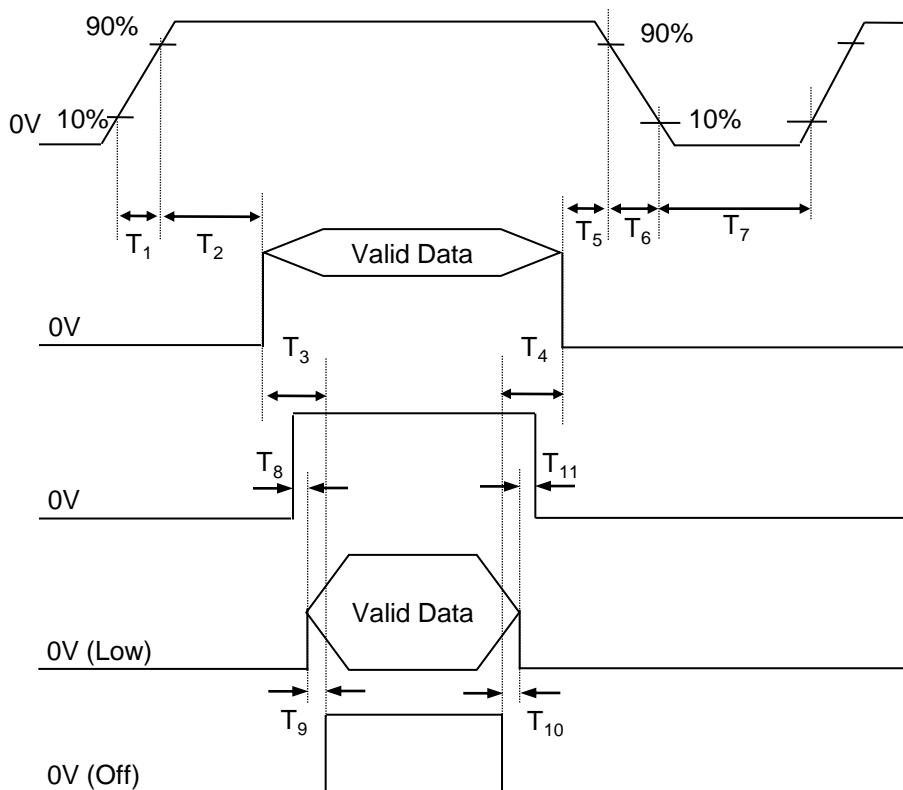 90%
90%
0V
10%
10%
T1
T2
T5
T6
T7
Valid Data
0V
T3
T4
T8
T11
0V
Valid Data
0V (Low)
T9
T10
0V (Off)